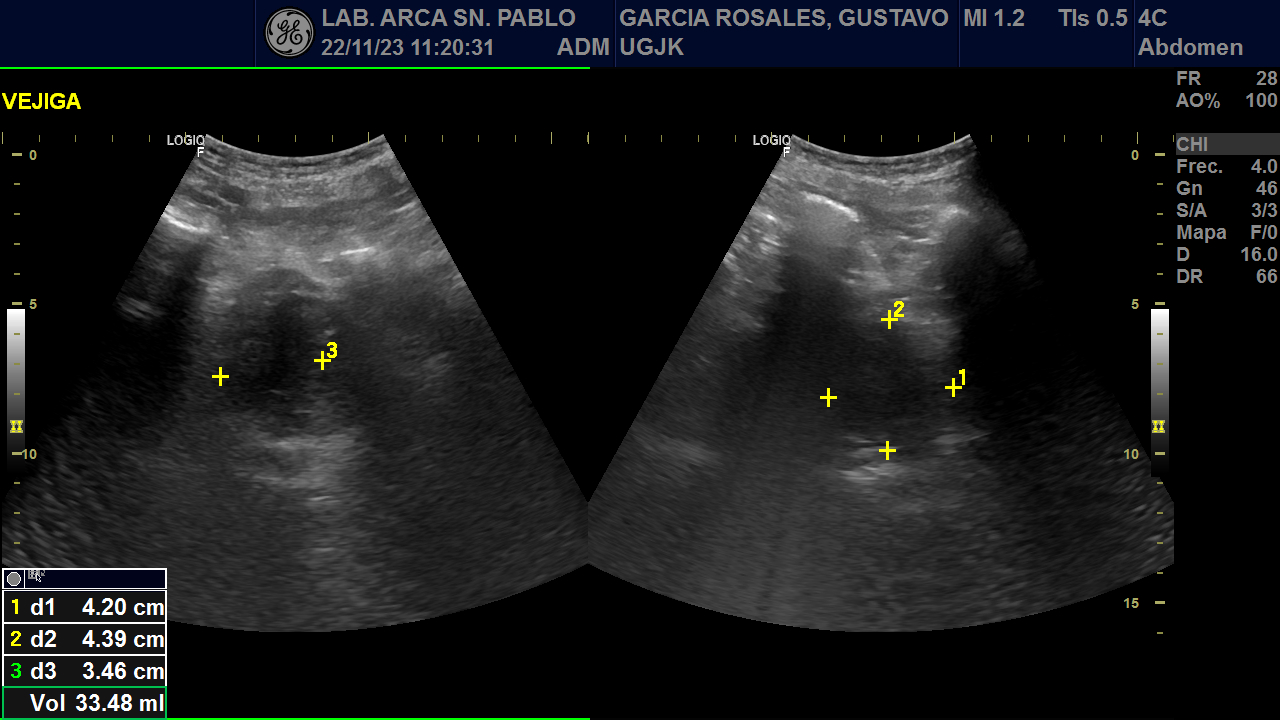 LAB. ARCA SN. PABLO
22/11/23 11:20:31 ADM
GARCIA ROSALES, GUSTAVO
UGJK
MI 1.2 TIs 0.5
4C
Abdomen
VEJIGA
FR 28
AO% 100
CHI
Frec. 4.0
Gn 46
S/A 3/3
Mapa F/0
D 16.0
DR 66
LOGIQ
F
0
5
10
3
LOGIQ
F
2
1
0
5
10
15
1 d1 4.20 cm
2 d2 4.39 cm
3 d3 3.46 cm
Vol 33.48 ml